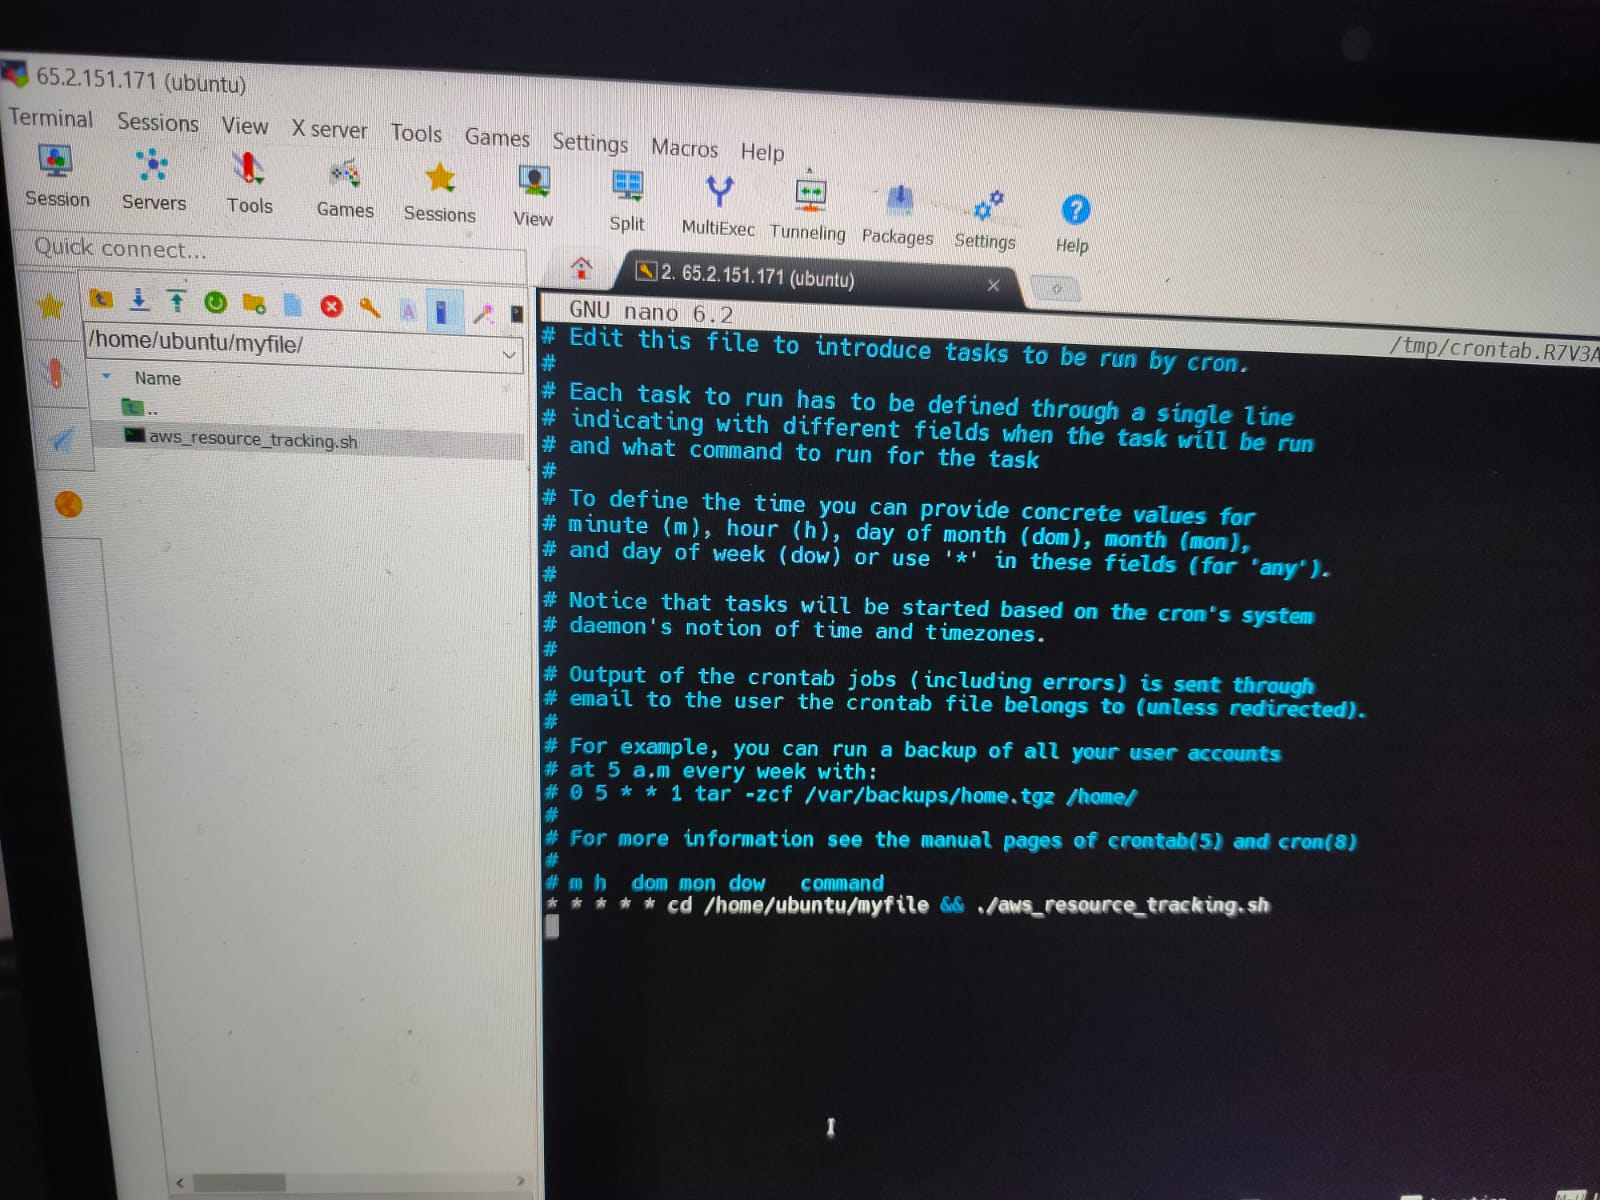 65.2.151.171 (ubuntu)
Terminal Sessions View X server Tools Games Settings Macros Help
Session Servers Tools Games Sessions View Split MultiExec Tunneling Packages Settings Help
Quick connect...
2. 65.2.151.171 (ubuntu)
/home/ubuntu/myfile/
Name
..
aws_resource_tracking.sh
GNU nano 6.2
/tmp/crontab.R7V3A
# Edit this file to introduce tasks to be run by cron.
#
# Each task to run has to be defined through a single line
# indicating with different fields when the task will be run
# and what command to run for the task
#
# To define the time you can provide concrete values for
# minute (m), hour (h), day of month (dom), month (mon),
# and day of week (dow) or use '*' in these fields (for 'any').
#
# Notice that tasks will be started based on the cron's system
# daemon's notion of time and timezones.
#
# Output of the crontab jobs (including errors) is sent through
# email to the user the crontab file belongs to (unless redirected).
#
# For example, you can run a backup of all your user accounts
# at 5 a.m every week with:
# 0 5 * * 1 tar -zcf /var/backups/home.tgz /home/
#
# For more information see the manual pages of crontab(5) and cron(8)
#
# m h dom mon dow command
* * * * * cd /home/ubuntu/myfile && ./aws_resource_tracking.sh